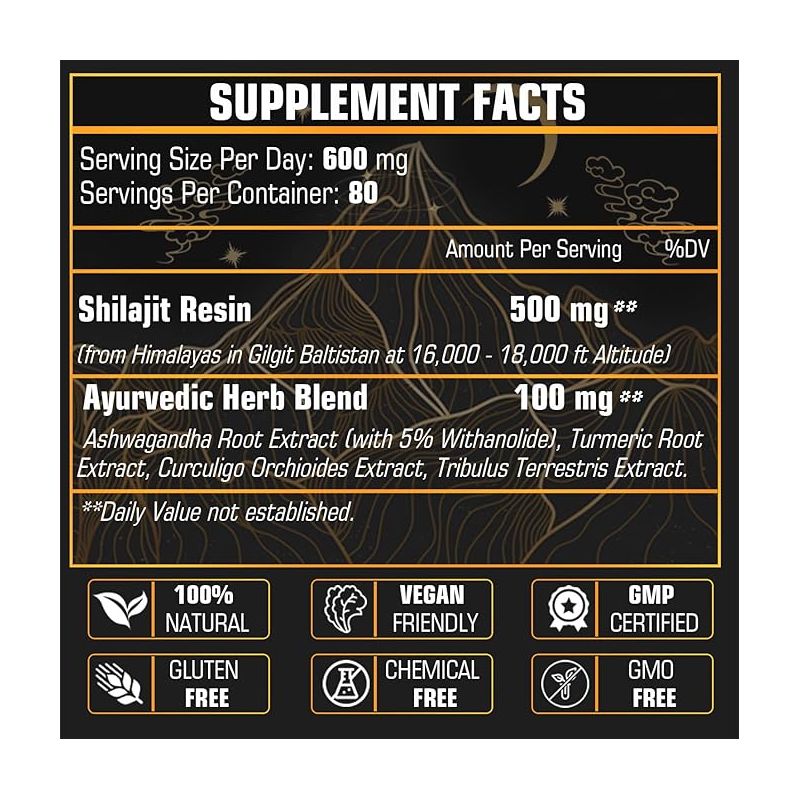 SUPPLEMENT FACTS
Serving Size Per Day: 600 mg
Servings Per Container: 80
Amount Per Serving %DV
Shilajit Resin 500 mg**
(from Himalayas in Gilgit Baltistan at 16,000 - 18,000 ft Altitude)
Ayurvedic Herb Blend 100 mg**
Ashwagandha Root Extract (with 5% Withanolide), Turmeric Root
Extract, Curculigo Orchioides Extract, Tribulus Terrestris Extract.
**Daily Value not established.
100% NATURAL
VEGAN FRIENDLY
GMP CERTIFIED
GLUTEN FREE
CHEMICAL FREE
GMO FREE